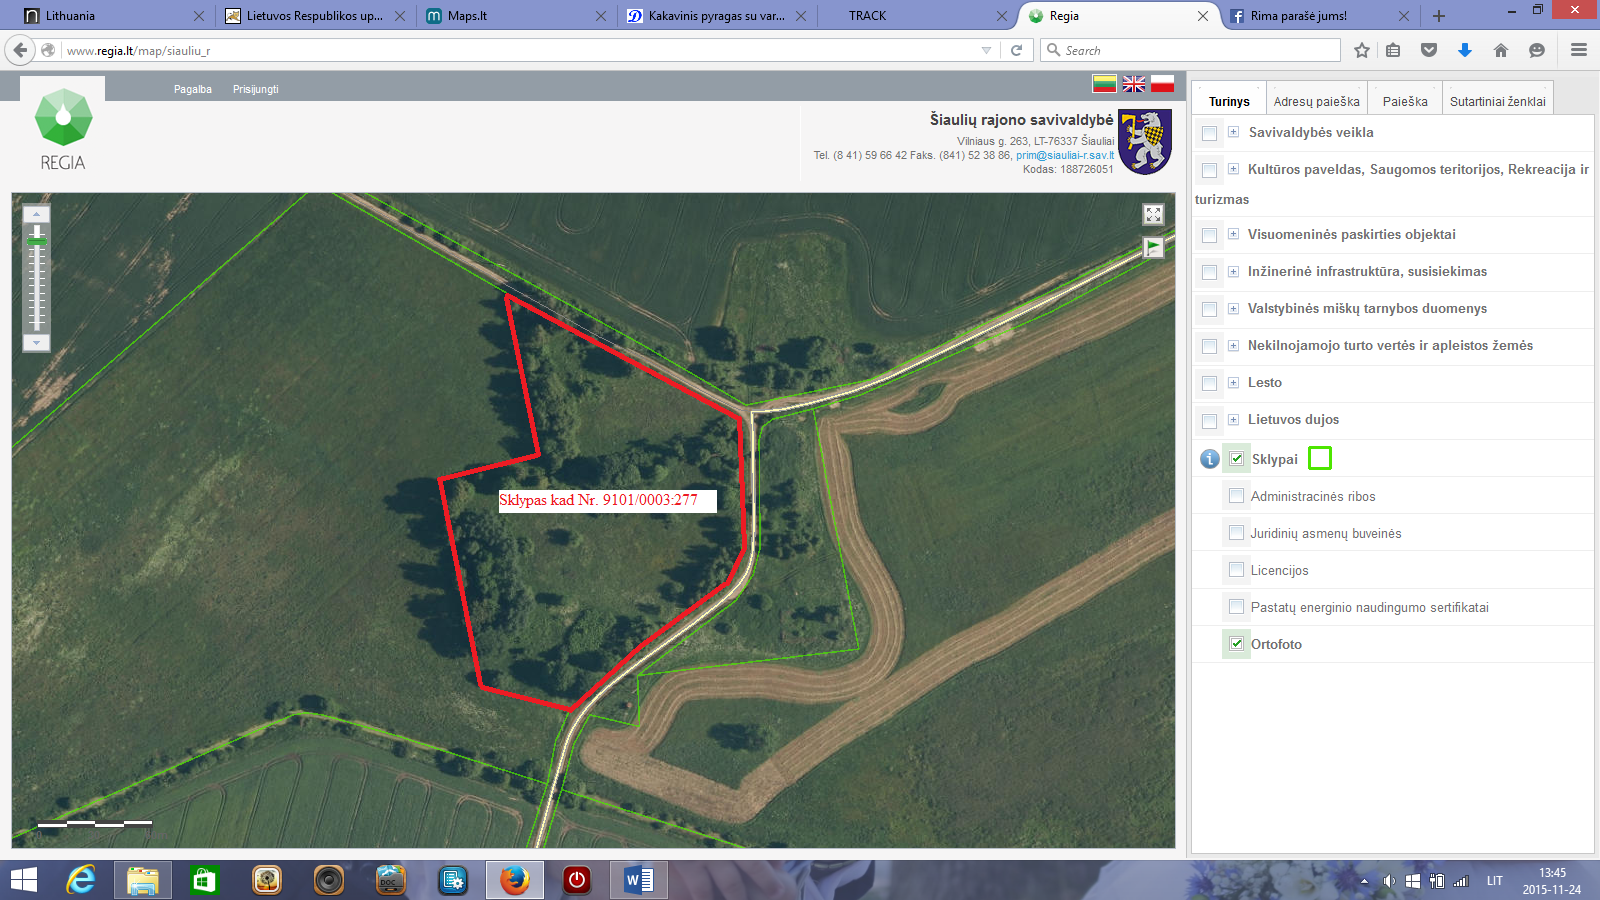 Lithuania
Lietuvos Respublikos up...
Maps.lt
Kakavinis pyragas su var...
TRACK
Regia
Rima parašė jums!
www.regia.lt/map/siauliu_r
Search
Pagalba
Prisijungti
REGIA
Šiaulių rajono savivaldybė
Vilniaus g. 263, LT-76337 Šiauliai
Tel. (8 41) 59 66 42 Faks. (841) 52 38 86, prim@siauliai-r.sav.lt
Kodas: 188726051
Sklypas kad Nr. 9101/0003:277
Turinys
Adresų paieška
Paieška
Sutartiniai ženklai
Savivaldybės veikla
Kultūros paveldas, Saugomos teritorijos, Rekreacija ir
turizmas
Visuomeninės paskirties objektai
Inžinerinė infrastruktūra, susisiekimas
Valstybinės miškų tarnybos duomenys
Nekilnojamojo turto vertės ir apleistos žemės
Lesto
Lietuvos dujos
Sklypai
Administracinės ribos
Juridinių asmenų buveinės
Licencijos
Pastatų energinio naudingumo sertifikatai
Ortofoto
DOC
LIT
13:45
2015-11-24